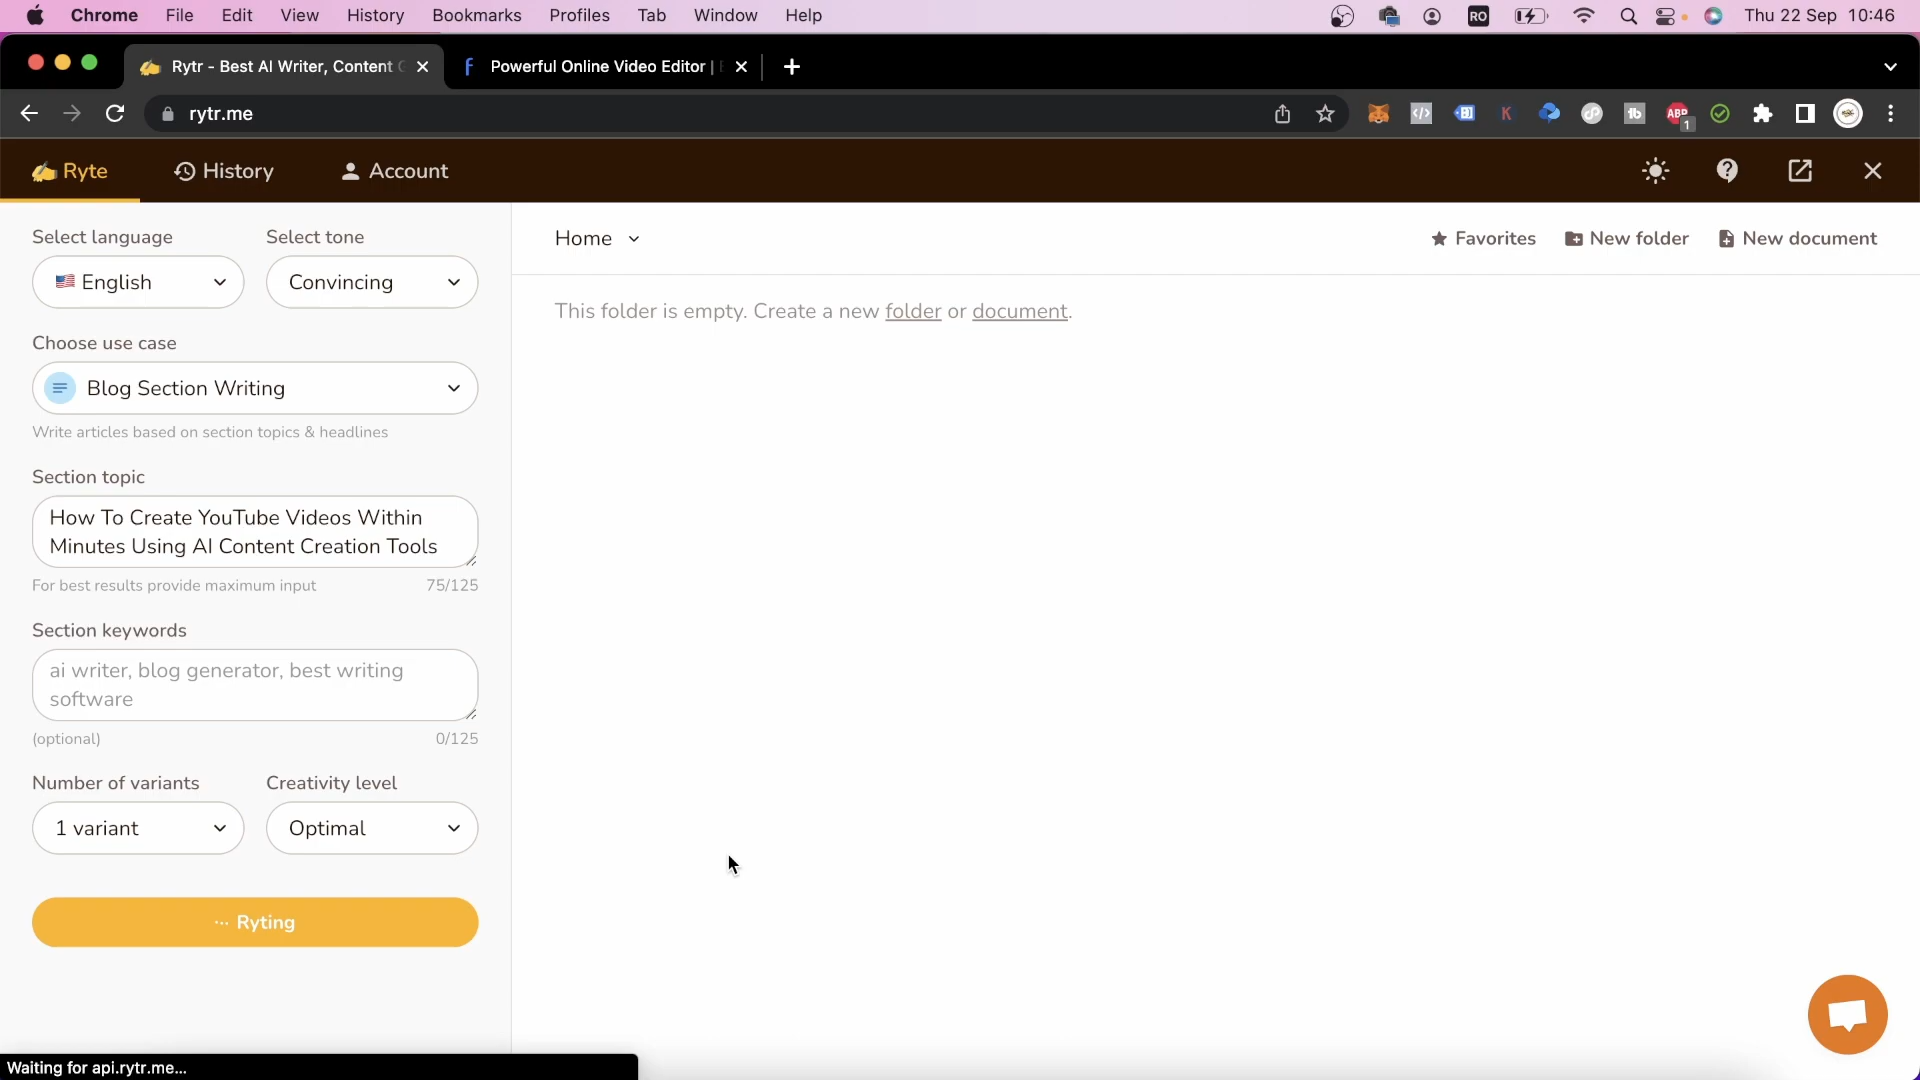 Chrome File Edit View History Bookmarks Profiles Tab Window Help RO Thu 22 Sep 10:46
Rytr - Best AI Writer, Content Powerful Online Video Editor |
rytr.me ABP 1
Ryte History Account
Select language Select tone Home Favorites New folder New document
English Convincing
This folder is empty. Create a new folder or document.
Choose use case
Blog Section Writing
Write articles based on section topics & headlines
Section topic
How To Create YouTube Videos Within
Minutes Using AI Content Creation Tools
For best results provide maximum input 75/125
Section keywords
ai writer, blog generator, best writing
software
(optional) 0/125
Number of variants Creativity level
1 variant Optimal
··· Ryting
Waiting for api.rytr.me...